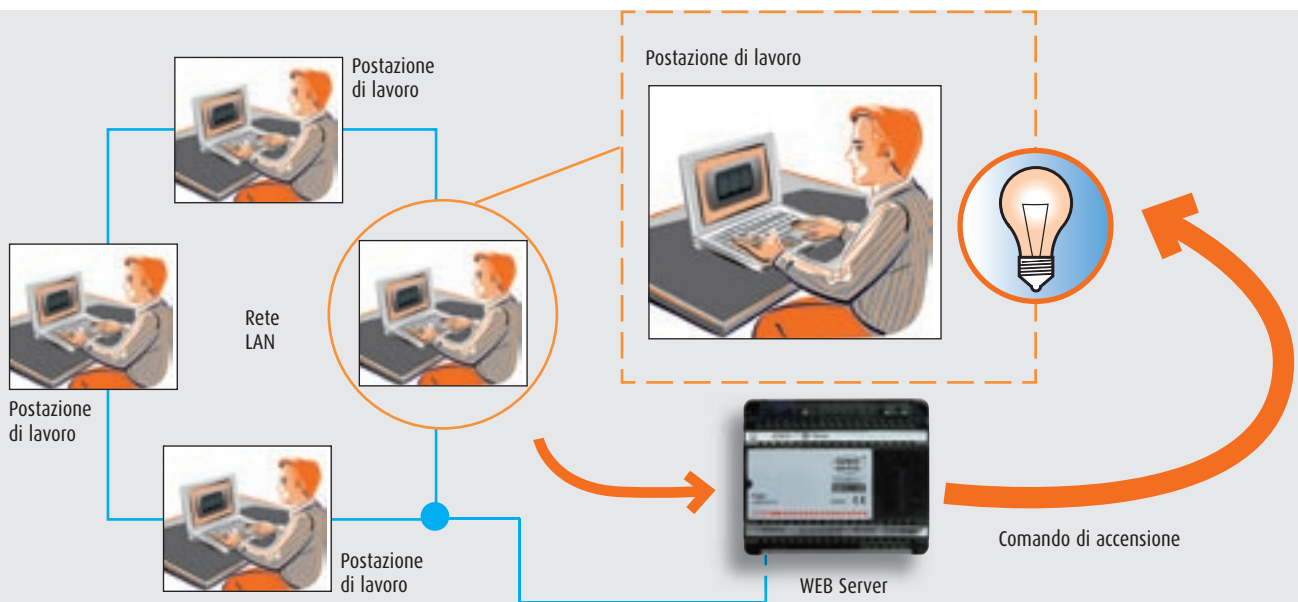 Postazione
di lavoro
Postazione di lavoro
Rete
LAN
Postazione
di lavoro
Postazione
di lavoro
Comando di accensione
WEB Server